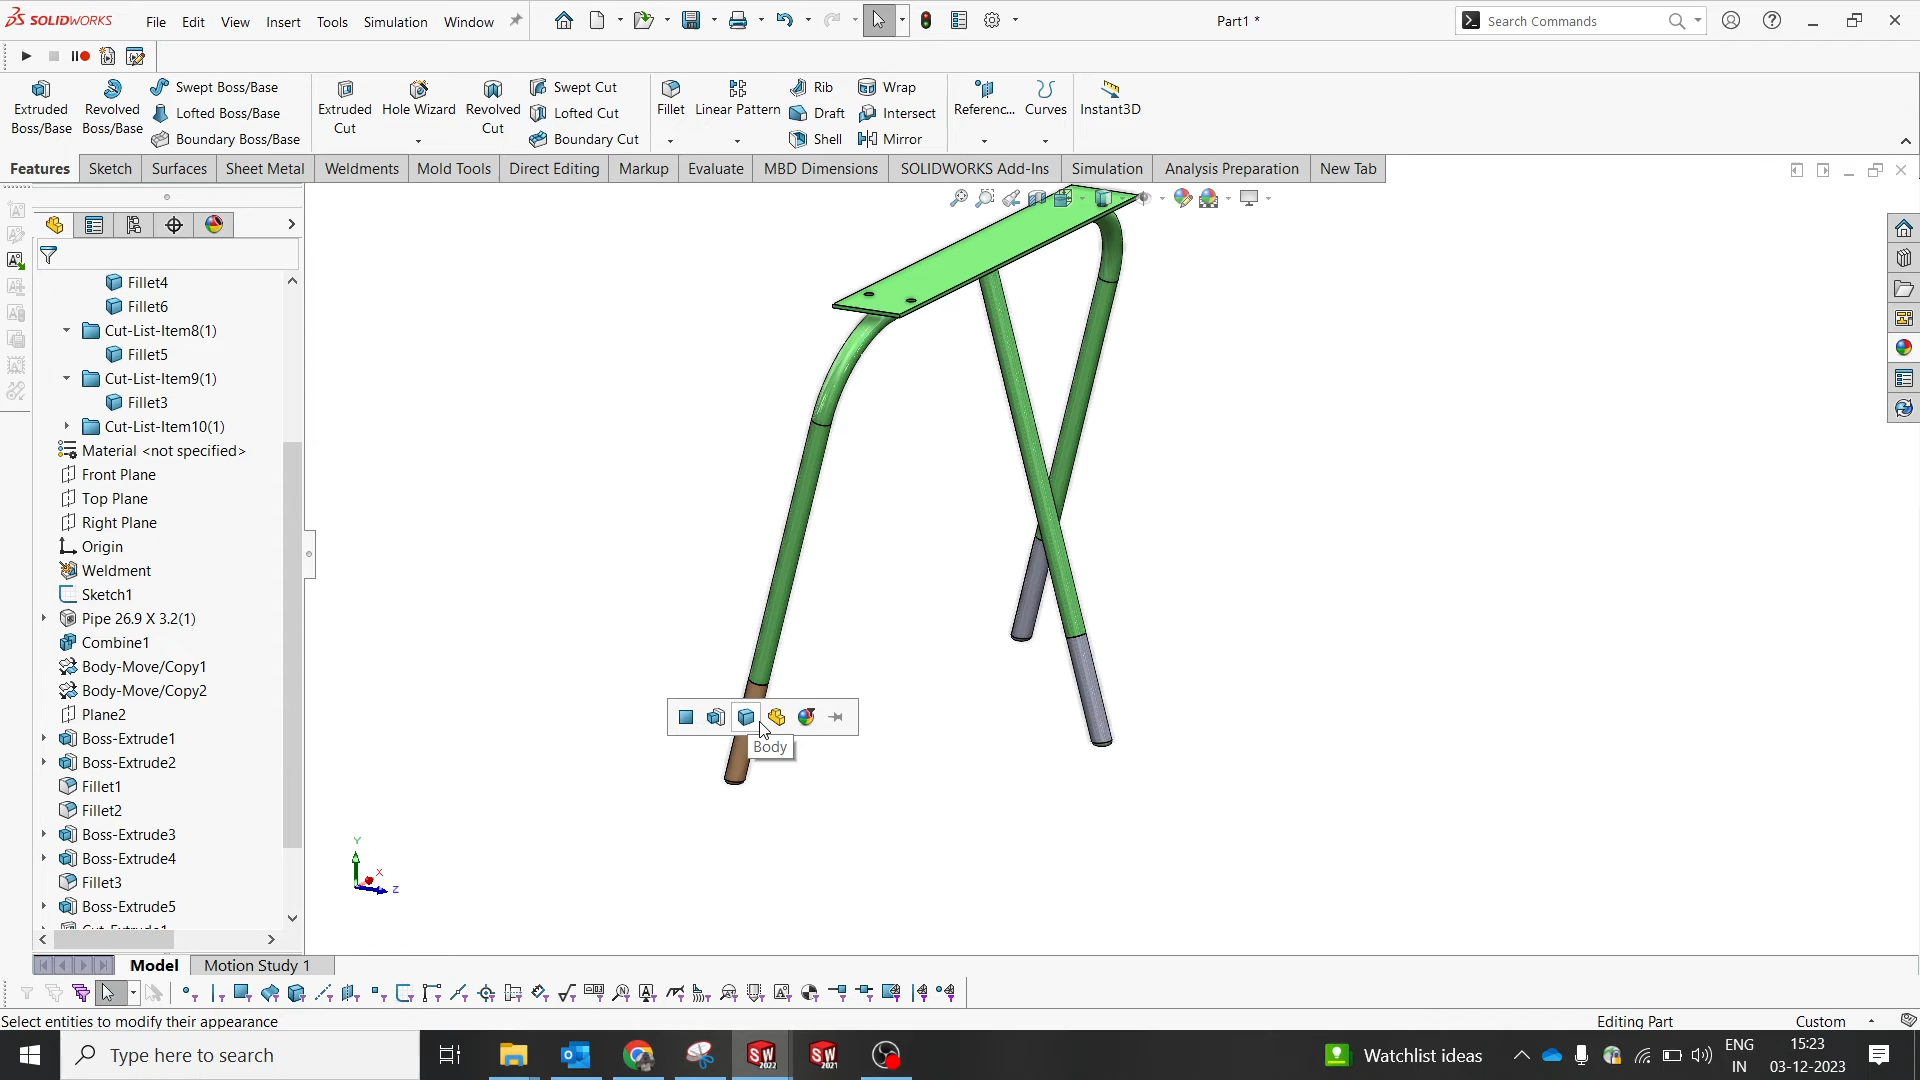 SOLIDWORKS File Edit View Insert Tools Simulation Window Part1 * Search Commands
Extruded Boss/Base
Revolved Boss/Base
Swept Boss/Base
Lofted Boss/Base
Boundary Boss/Base
Extruded Cut
Hole Wizard
Revolved Cut
Swept Cut
Lofted Cut
Boundary Cut
Fillet
Linear Pattern
Rib
Draft
Shell
Wrap
Intersect
Mirror
Referenc...
Curves
Instant3D
Features Sketch Surfaces Sheet Metal Weldments Mold Tools Direct Editing Markup Evaluate MBD Dimensions SOLIDWORKS Add-Ins Simulation Analysis Preparation New Tab
Fillet4
Fillet6
Cut-List-Item8(1)
Fillet5
Cut-List-Item9(1)
Fillet3
Cut-List-Item10(1)
Material <not specified>
Front Plane
Top Plane
Right Plane
Origin
Weldment
Sketch1
Pipe 26.9 X 3.2(1)
Combine1
Body-Move/Copy1
Body-Move/Copy2
Plane2
Boss-Extrude1
Boss-Extrude2
Fillet1
Fillet2
Boss-Extrude3
Boss-Extrude4
Fillet3
Boss-Extrude5
Cut-Extrude1
Body
Y
X
Z
Model Motion Study 1
Select entities to modify their appearance Editing Part Custom
Type here to search
SW 2022
SW 2021
Watchlist ideas
ENG
IN
15:23
03-12-2023